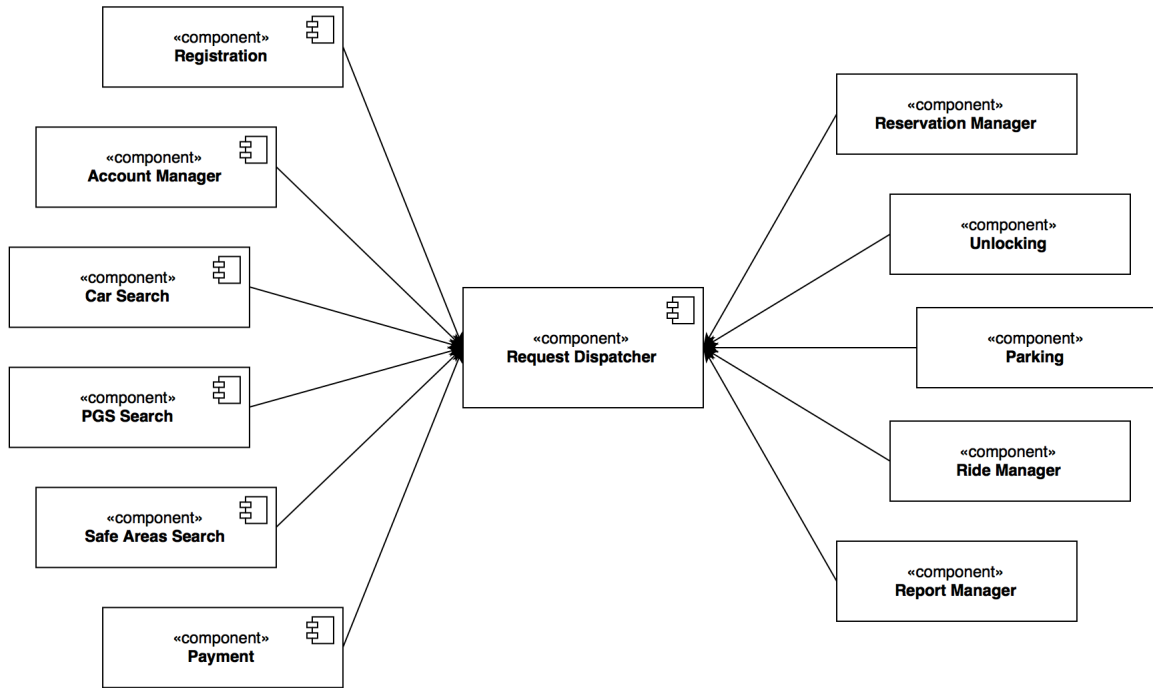 «component»
Registration
«component»
Account Manager
«component»
Car Search
«component»
PGS Search
«component»
Safe Areas Search
«component»
Payment
«component»
Request Dispatcher
«component»
Reservation Manager
«component»
Unlocking
«component»
Parking
«component»
Ride Manager
«component»
Report Manager